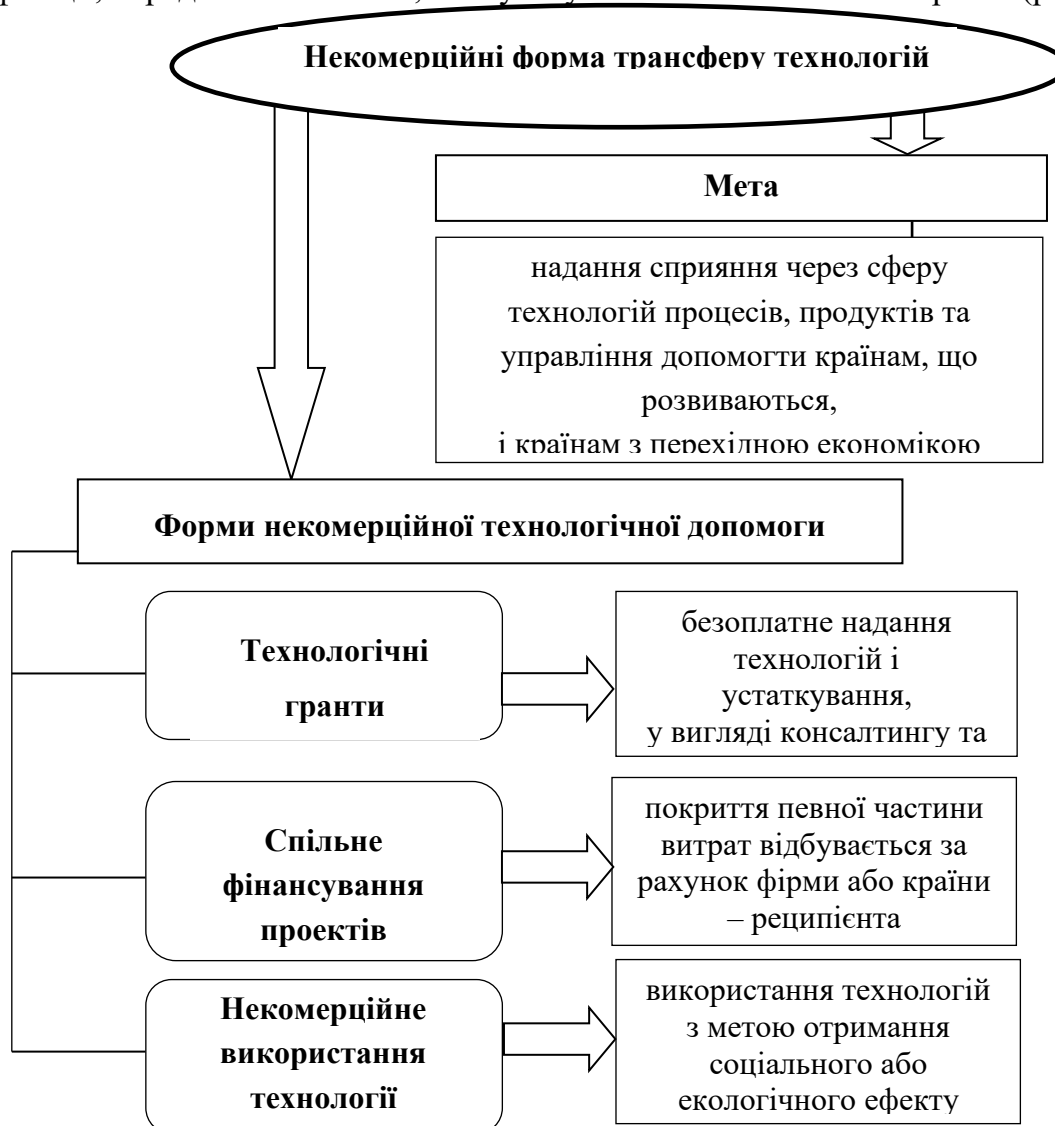 Некомерційні форма трансферу технологій
Мета
надання сприяння через сферу
технологій процесів, продуктів та
управління допомогти країнам, що
розвиваються,
і країнам з перехідною економікою
Форми некомерційної технологічної допомоги
Технологічні
гранти
безоплатне надання
технологій і
устаткування,
у вигляді консалтингу та
Спільне
фінансування
проектів
покриття певної частини
витрат відбувається за
рахунок фірми або країни
– реципієнта
Некомерційне
використання
технології
використання технологій
з метою отримання
соціального або
екологічного ефекту